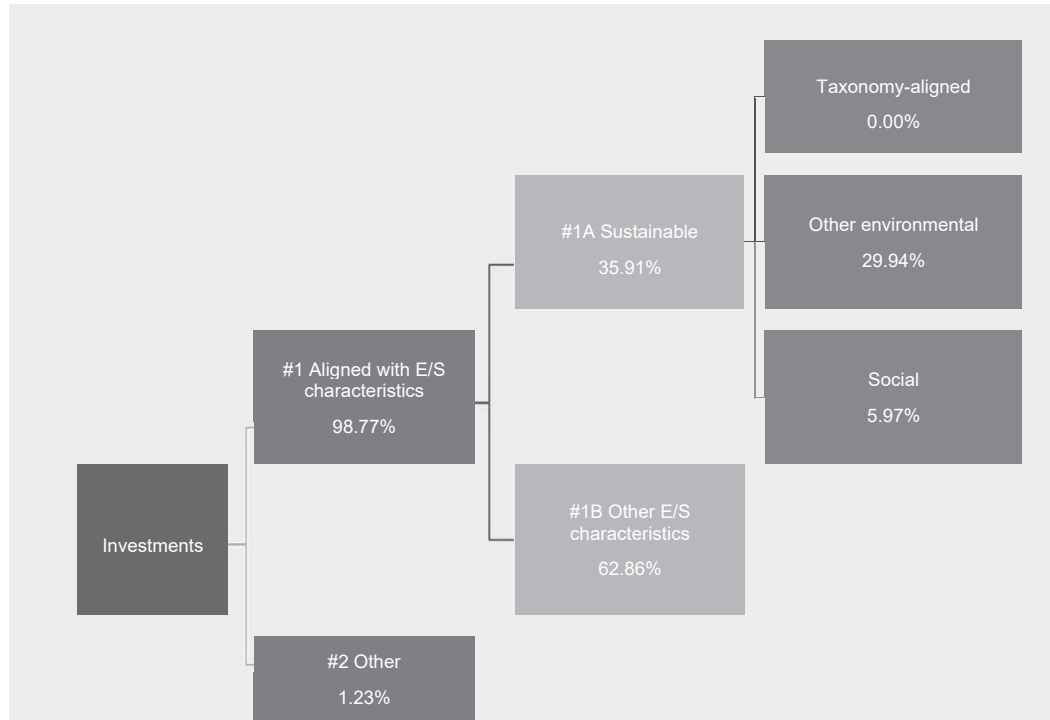 Taxonomy-aligned
0.00%
#1A Sustainable
35.91%
Other environmental
29.94%
#1 Aligned with E/S
characteristics
98.77%
Social
5.97%
Investments
#1B Other E/S
characteristics
62.86%
#2 Other
1.23%